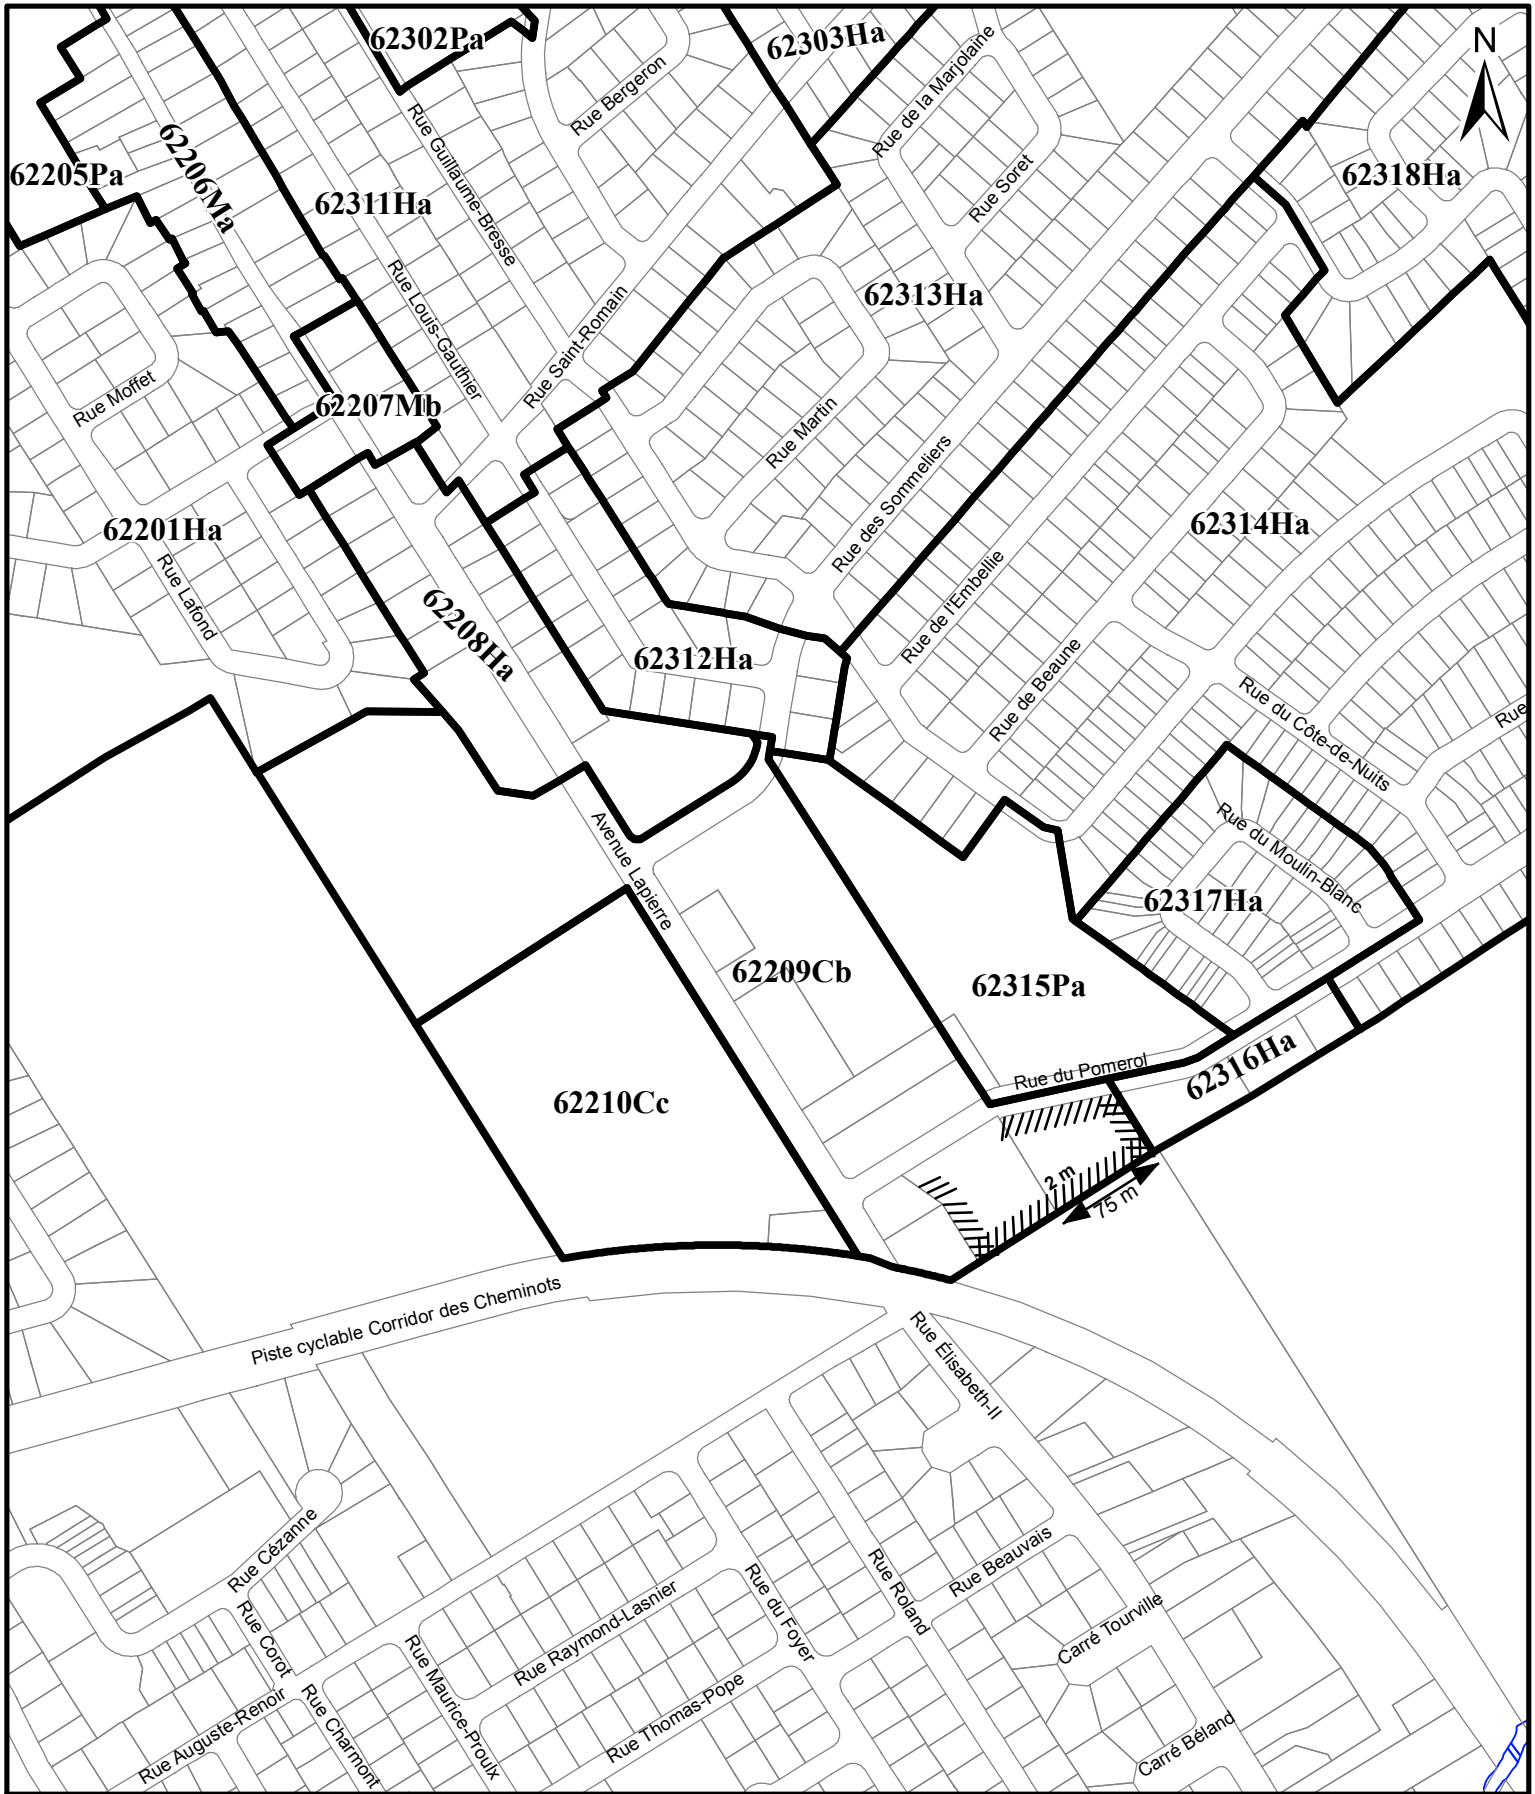 62302Pa
62303Ha
N
Rue de la Marjolaine
Rue Bergeron
Rue Guillaume-Bresse
62205Pa
62206Ma
62311Ha
62318Ha
Rue Soret
Rue Louis-Gauthier
Rue Saint-Romain
62313Ha
Rue Moffet
62207Mb
Rue Martin
Rue des Sommeliers
62201Ha
Rue Lafond
62314Ha
62208Ha
Rue de l'Embellie
62312Ha
Rue de Beaune
Rue du Côte-de-Nuits
Rue
Avenue Lapierre
Rue du Moulin-Blanc
62317Ha
62209Cb
62315Pa
62210Cc
Rue du Pomerol
62316Ha
2 m
75 m
Piste cyclable Corridor des Cheminots
Rue Élisabeth-II
Rue Cézanne
Rue Corot
Rue Raymond-Lasnier
Rue du Foyer
Rue Roland
Rue Beauvais
Carré Tourville
Rue Auguste-Renoir
Rue Charmont
Rue Maurice-Proulx
Rue Thomas-Pope
Carré Béland